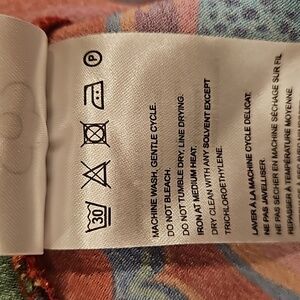 30
P
MACHINE WASH, GENTLE CYCLE.
DO NOT BLEACH.
DO NOT TUMBLE DRY, LINE DRYING.
IRON AT MEDIUM HEAT.
DRY CLEAN WITH ANY SOLVENT EXCEPT
TRICHLOROETHYLENE.
LAVER À LA MACHINE CYCLE DELICAT.
NE PAS JAVELLISER.
NE PAS SÉCHER EN MACHINE SÉCHAGE SUR FIL
REPASSER À TEMPÉRATURE MOYENNE.